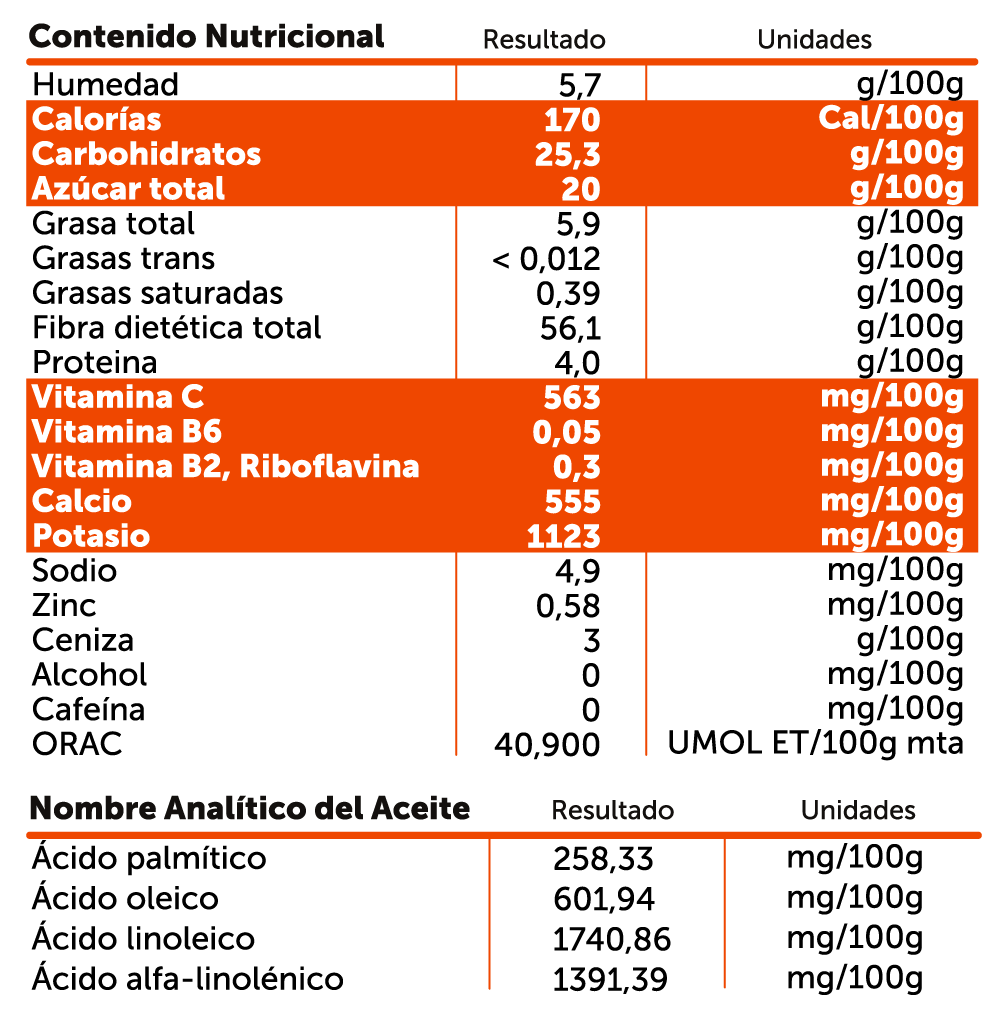 Contenido Nutricional Resultado Unidades
Humedad 5,7 g/100g
Calorías 170 Cal/100g
Carbohidratos 25,3 g/100g
Azúcar total 20 g/100g
Grasa total 5,9 g/100g
Grasas trans < 0,012 g/100g
Grasas saturadas 0,39 g/100g
Fibra dietética total 56,1 g/100g
Proteina 4,0 g/100g
Vitamina C 563 mg/100g
Vitamina B6 0,05 mg/100g
Vitamina B2, Riboflavina 0,3 mg/100g
Calcio 555 mg/100g
Potasio 1123 mg/100g
Sodio 4,9 mg/100g
Zinc 0,58 mg/100g
Ceniza 3 g/100g
Alcohol 0 mg/100g
Cafeína 0 mg/100g
ORAC 40,900 UMOL ET/100g mta
Nombre Analítico del Aceite Resultado Unidades
Ácido palmítico 258,33 mg/100g
Ácido oleico 601,94 mg/100g
Ácido linoleico 1740,86 mg/100g
Ácido alfa-linolénico 1391,39 mg/100g